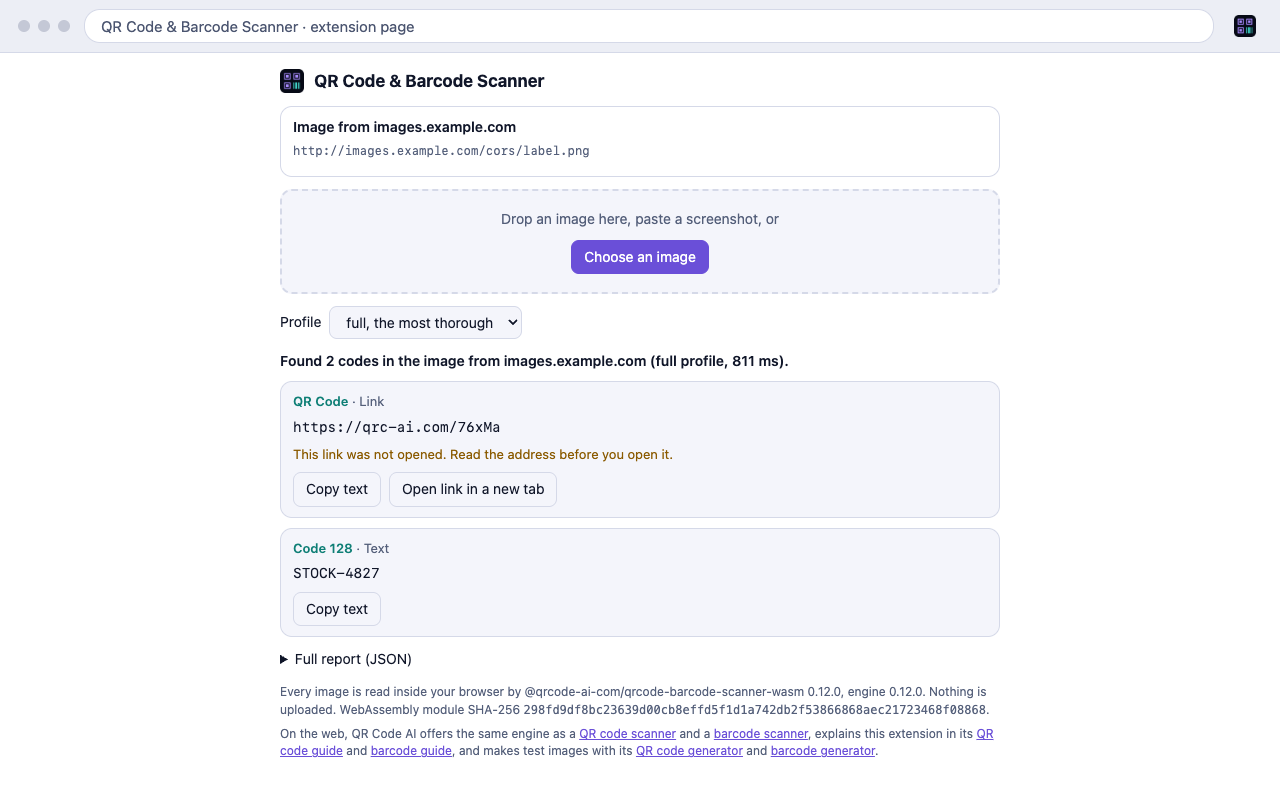 QR Code & Barcode Scanner · extension page
QR Code & Barcode Scanner
Image from images.example.com
http://images.example.com/cors/label.png
Drop an image here, paste a screenshot, or
Choose an image
Profile full, the most thorough
Found 2 codes in the image from images.example.com (full profile, 811 ms).
QR Code · Link
https://qrc-ai.com/76xMa
This link was not opened. Read the address before you open it.
Copy text Open link in a new tab
Code 128 · Text
STOCK-4827
Copy text
Full report (JSON)
Every image is read inside your browser by @qrcode-ai-com/qrcode-barcode-scanner-wasm 0.12.0, engine 0.12.0. Nothing is
uploaded. WebAssembly module SHA-256 298fd9df8bc23639d00cb8effd5f1d1a742db2f53866868aec21723468f08868.
On the web, QR Code AI offers the same engine as a QR code scanner and a barcode scanner, explains this extension in its QR
code guide and barcode guide, and makes test images with its QR code generator and barcode generator.